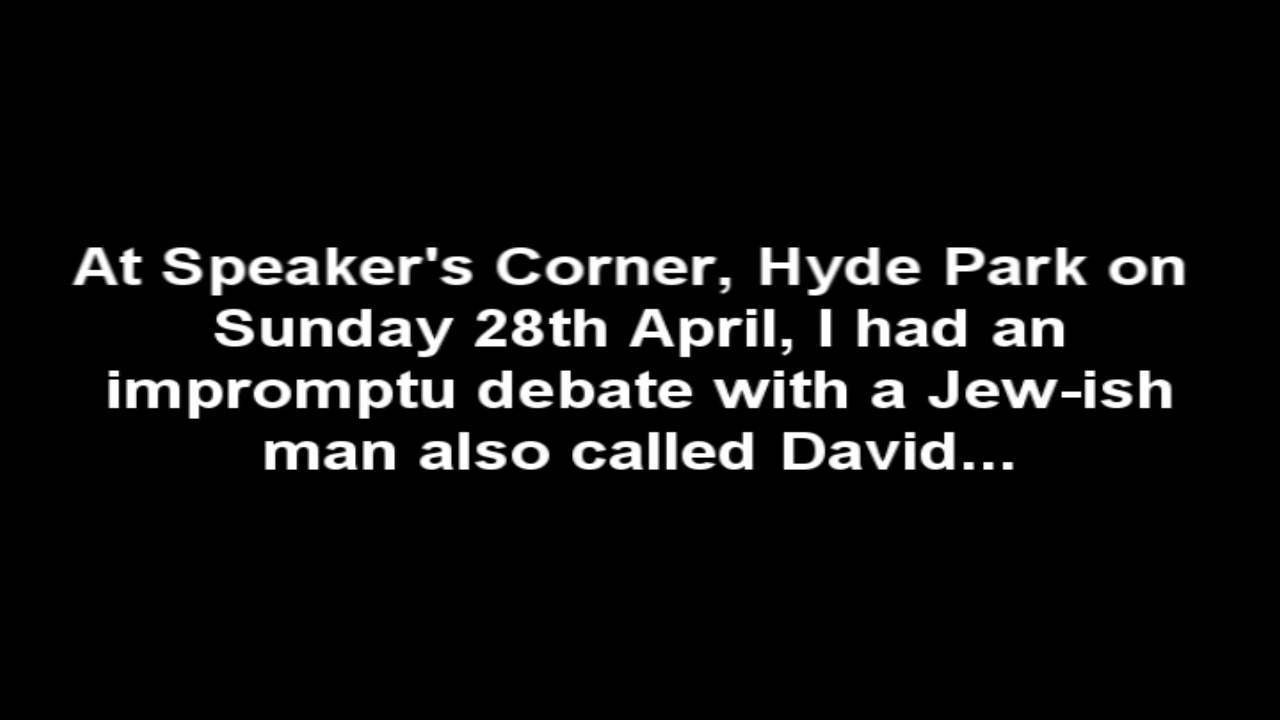 At Speaker's Corner, Hyde Park on
Sunday 28th April, I had an
impromptu debate with a Jew-ish
man also called David...